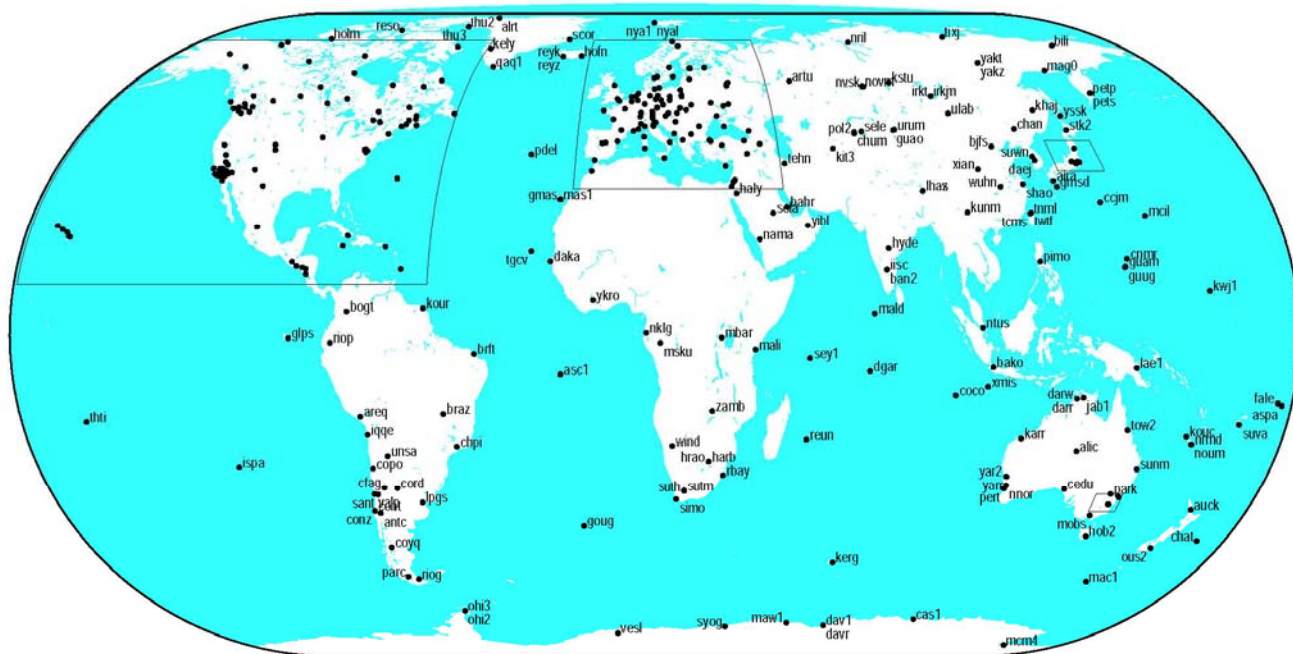 reso
thu2
alrt
holm
thu3
kely
qaq1
scor
reyk
hofn
reyz
nya1
nyal
nril
tixj
bili
yakt
yakz
mag0
artu
nvsk
novm
kstu
irkt
irkjm
petp
pets
ulab
khaj
yssk
stk2
chan
pol2
sele
chum
urum
guao
kit3
bjfs
suwn
daej
tehn
xian
wuhn
shao
aira
gmsd
pdel
gmas
mas1
haly
bahr
sola
yibl
nama
lhas
kunm
tcms
tnml
twtf
ccjm
mcil
tgcv
daka
hyde
iisc
ban2
pimo
cnmr
guam
guug
kwj1
bogt
kour
ykro
mald
ntus
glps
riop
nklg
msku
mbar
mali
sey1
brft
asc1
dgar
bako
xmis
coco
lae1
thti
areq
braz
zamb
darw
darr
jab1
fale
aspa
suva
iqqe
chpi
wind
hrao
harb
rbay
reun
karr
alic
tow2
kouc
nrmd
noum
ispa
unsa
copo
cfag
cord
sant
valp
lpgs
conz
antc
suth
sutm
simo
yar2
pert
nnor
cedu
sunm
park
auck
goug
mobs
hob2
chat
ous2
coyq
parc
riog
kerg
mac1
ohi3
ohi2
vesl
syog
maw1
dav1
davr
cas1
mcm4